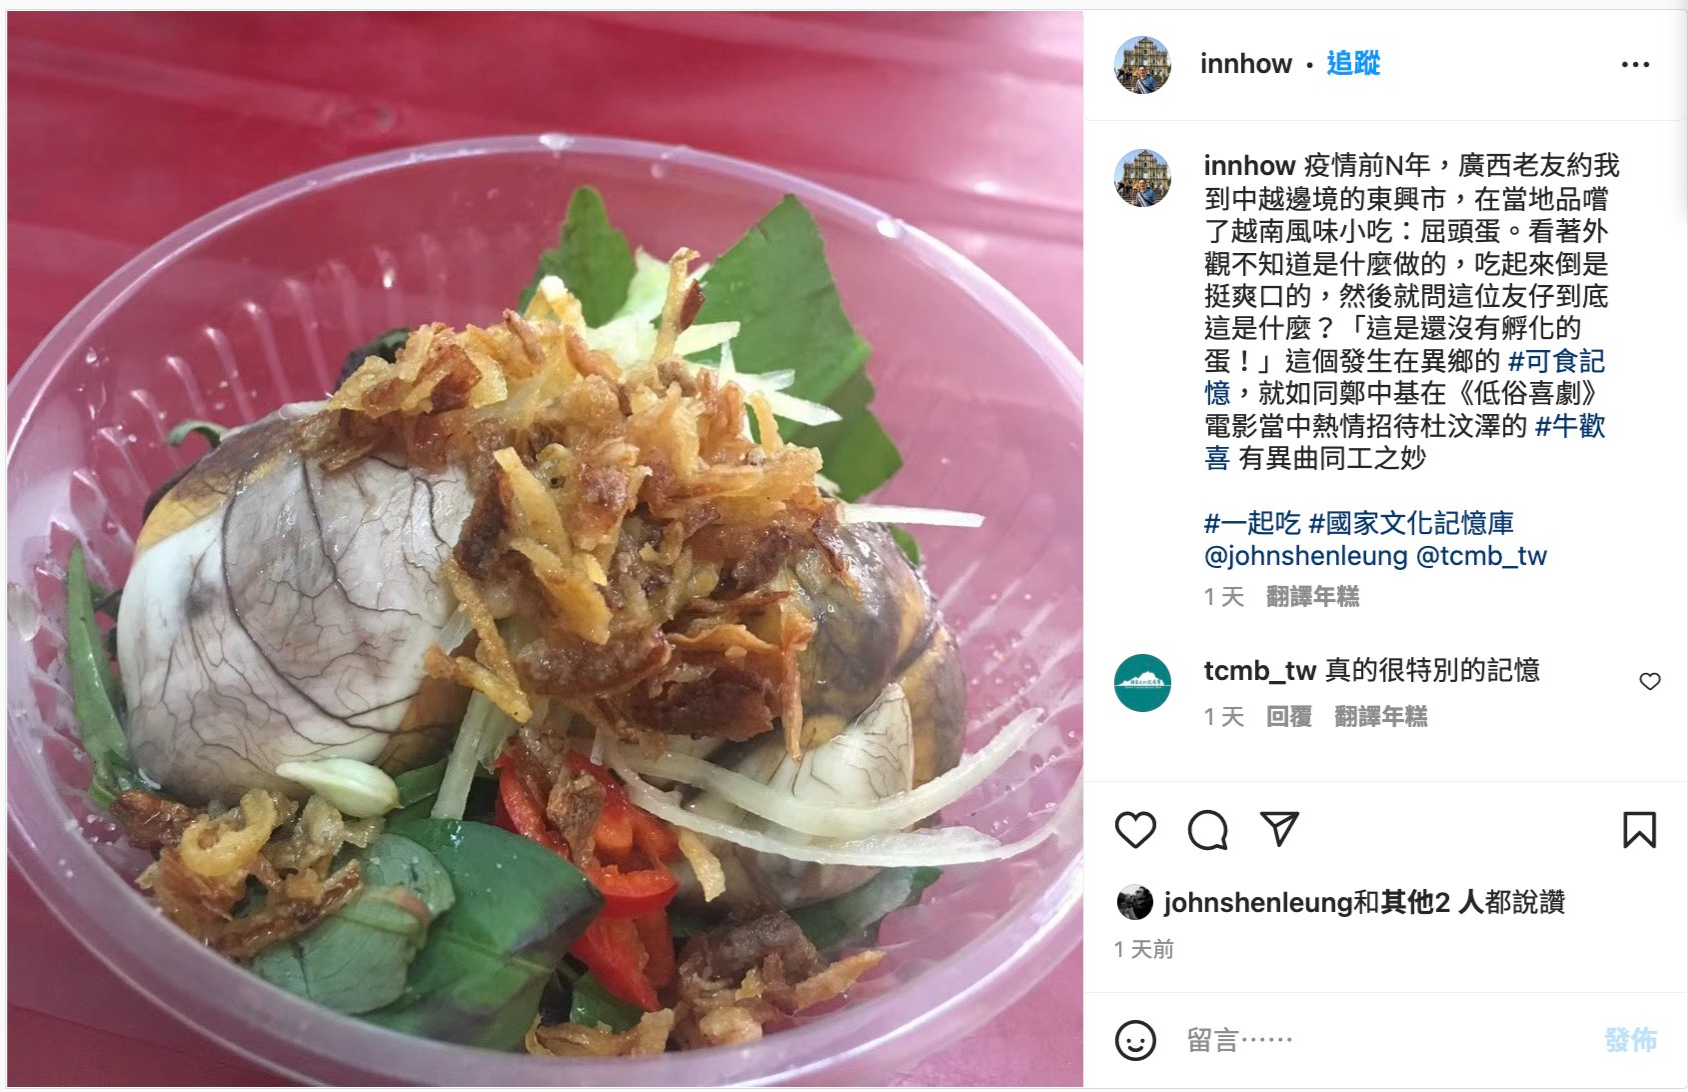 innhow • 追蹤
innhow 疫情前N年，廣西老友約我
到中越邊境的東興市，在當地品嚐
了越南風味小吃：屈頭蛋。看著外
觀不知道是什麼做的，吃起來倒是
挺爽口的，然後就問這位友仔到底
這是什麼？「這是還沒有孵化的
蛋！」這個發生在異鄉的 #可食記
憶，就如同鄭中基在《低俗喜劇》
電影當中熱情招待杜汶澤的 #牛歡
喜 有異曲同工之妙
#一起吃 #國家文化記憶庫
@johnshenleung @tcmb_tw
1 天 翻譯年糕
tcmb_tw 真的很特別的記憶
1 天 回覆 翻譯年糕
johnshenleung和其他2 人都說讚
1 天前
留言⋯⋯ 發佈